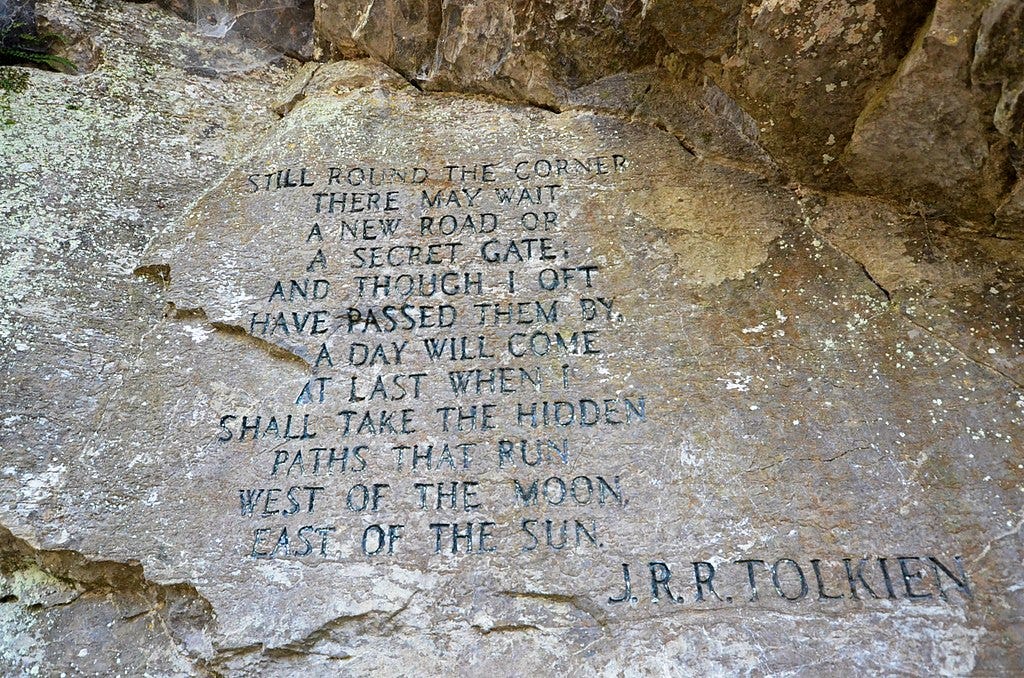 STILL ROUND THE CORNER
THERE MAY WAIT
A NEW ROAD OR
A SECRET GATE;
AND THOUGH I OFT
HAVE PASSED THEM BY,
A DAY WILL COME
AT LAST WHEN I
SHALL TAKE THE HIDDEN
PATHS THAT RUN
WEST OF THE MOON,
EAST OF THE SUN.
J.R.R. TOLKIEN